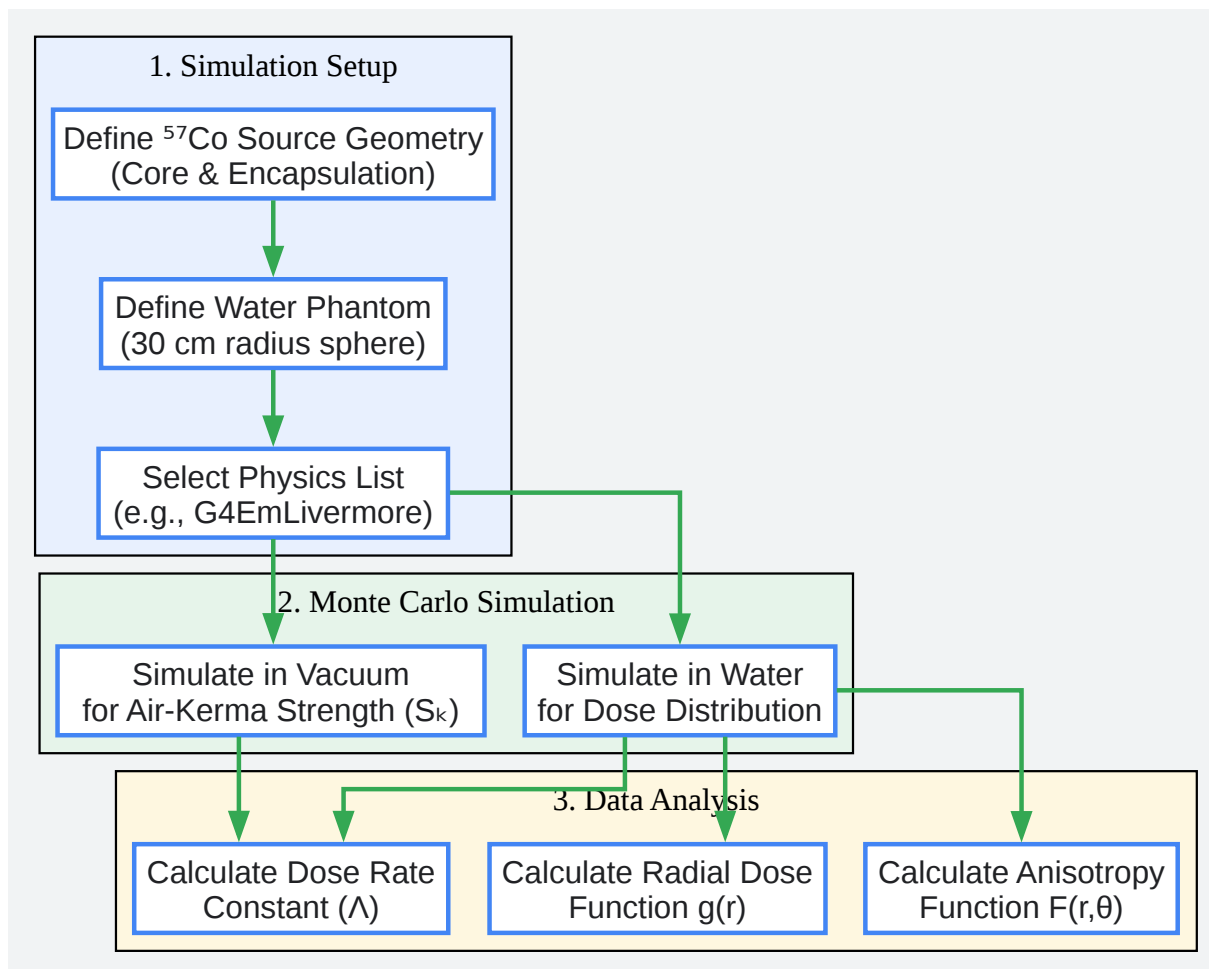 1. Simulation Setup
Define ⁵⁷Co Source Geometry
(Core & Encapsulation)
Define Water Phantom
(30 cm radius sphere)
Select Physics List
(e.g., G4EmLivermore)
2. Monte Carlo Simulation
Simulate in Vacuum
for Air-Kerma Strength (Sₖ)
Simulate in Water
for Dose Distribution
3. Data Analysis
Calculate Dose Rate
Constant (Λ)
Calculate Radial Dose
Function g(r)
Calculate Anisotropy
Function F(r,θ)